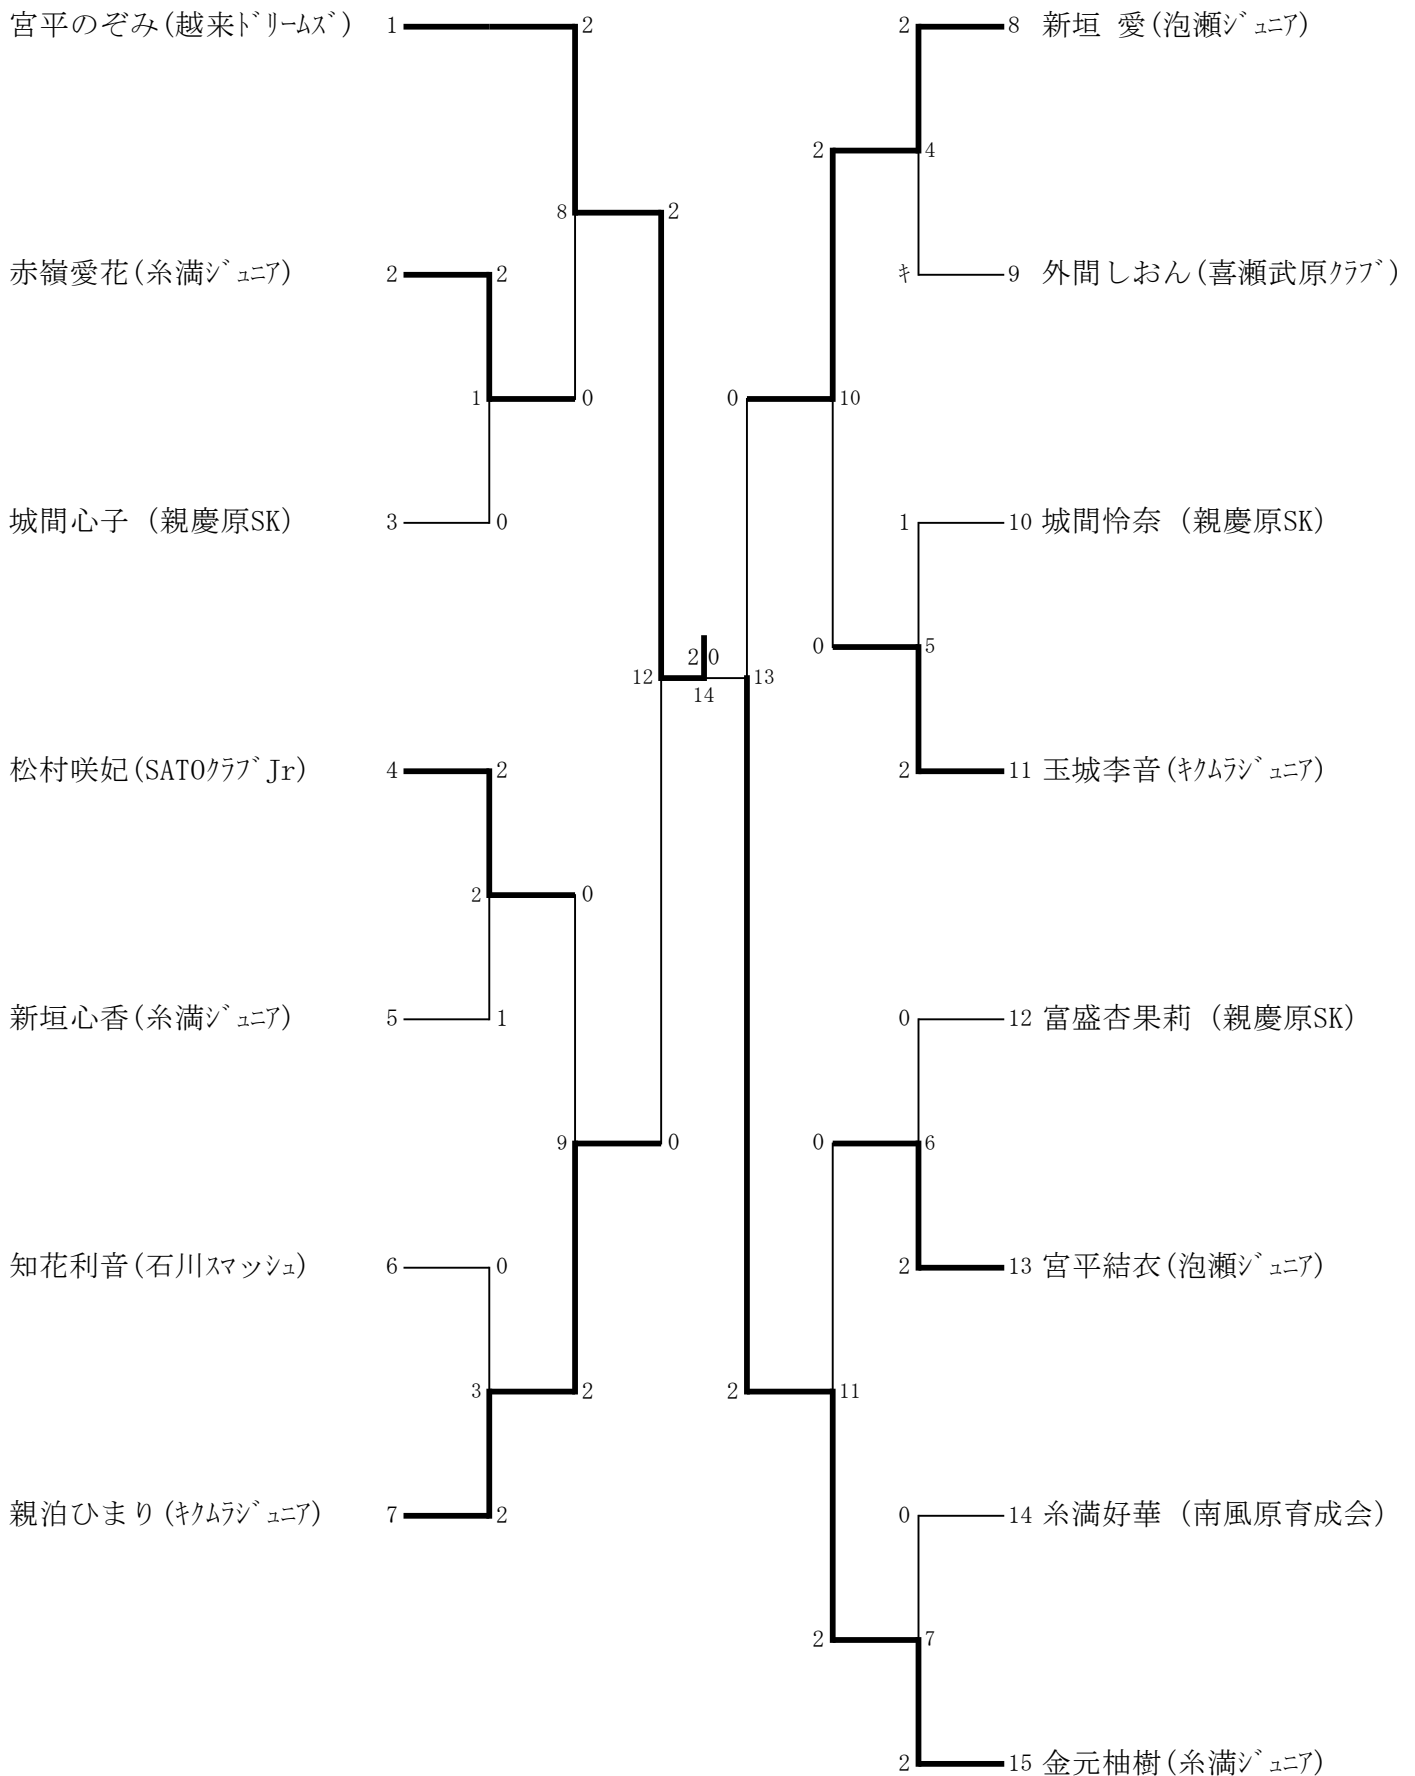 宮平のぞみ(越来ﾄﾞﾘｰﾑｽﾞ) 1 2
2 8 新垣 愛(泡瀬ｼﾞｭﾆｱ)
2 4
8 2
赤嶺愛花(糸満ｼﾞｭﾆｱ) 2 2
ｷ 9 外間しおん(喜瀬武原ｸﾗﾌﾞ)
1 0
0 10
城間心子 (親慶原SK) 3 0
1 10 城間怜奈 (親慶原SK)
0 5
2 0
12 14 13
松村咲妃(SATOｸﾗﾌﾞJr) 4 2
2 11 玉城李音(ｷｸﾑﾗｼﾞｭﾆｱ)
2 0
新垣心香(糸満ｼﾞｭﾆｱ) 5 1
0 12 富盛杏果莉 (親慶原SK)
9 0
0 6
知花利音(石川ｽﾏｯｼｭ) 6 0
2 13 宮平結衣(泡瀬ｼﾞｭﾆｱ)
3 2
2 11
親泊ひまり(ｷｸﾑﾗｼﾞｭﾆｱ) 7 2
0 14 糸満好華 (南風原育成会)
2 7
2 15 金元柚樹(糸満ｼﾞｭﾆｱ)